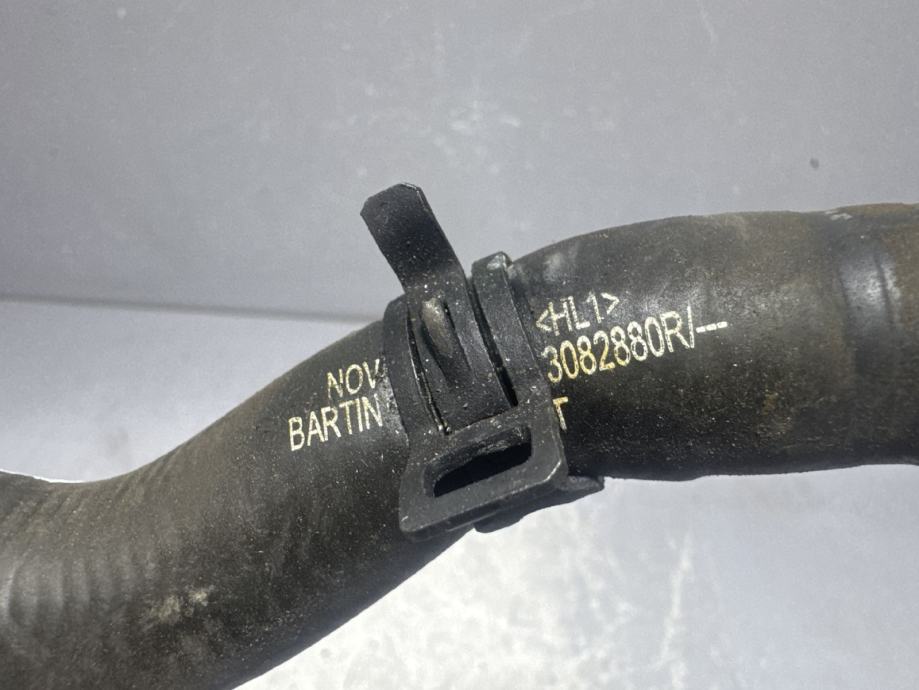 <HL1>
NOV 3082880R/---
BARTIN T